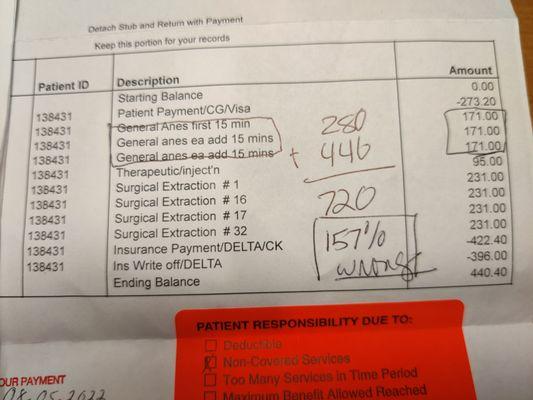 Detach Stub and Return with Payment
Keep this portion for your records
Patient ID Description Amount
Starting Balance 0.00
138431 Patient Payment/CG/Visa -273.20
138431 General Anes first 15 min 171.00
138431 General anes ea add 15 mins 171.00
138431 General anes ea add 15 mins 171.00
138431 Therapeutic/inject'n 95.00
138431 Surgical Extraction # 1 231.00
138431 Surgical Extraction # 16 231.00
138431 Surgical Extraction # 17 231.00
138431 Surgical Extraction # 32 231.00
138431 Insurance Payment/DELTA/CK -422.40
138431 Ins Write off/DELTA -396.00
Ending Balance 440.40
280
+ 440
720
157%
wrong
PATIENT RESPONSIBILITY DUE TO:
Deductible
Non-Covered Services
Too Many Services in Time Period
Maximum Benefit Allowed Reached
OUR PAYMENT
08-05-2022